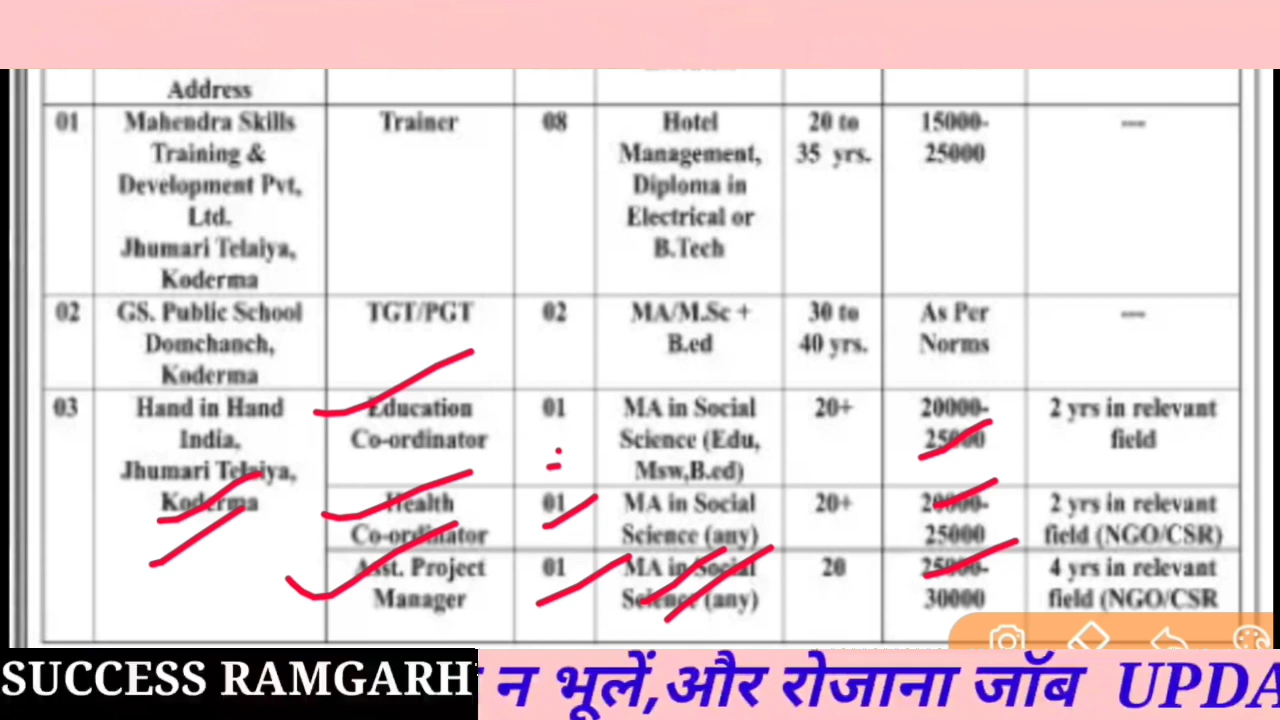 Address
01 Mahendra Skills Trainer 08 Hotel 20 to 15000- ---
Training & Management, 35 yrs. 25000
Development Pvt, Diploma in
Ltd. Electrical or
Jhumari Telaiya, B.Tech
Koderma
02 GS. Public School TGT/PGT 02 MA/M.Sc + 30 to As Per ---
Domchanch, B.ed 40 yrs. Norms
Koderma
03 Hand in Hand Education 01 MA in Social 20+ 20000- 2 yrs in relevant
India, Co-ordinator Science (Edu, 25000 field
Jhumari Telaiya, Msw,B.ed)
Koderma Health 01 MA in Social 20+ 20000- 2 yrs in relevant
Co-ordinator Science (any) 25000 field (NGO/CSR)
Asst. Project 01 MA in Social 20 25000- 4 yrs in relevant
Manager Science (any) 30000 field (NGO/CSR
SUCCESS RAMGARH न भूलें,और रोजाना जॉब UPDA